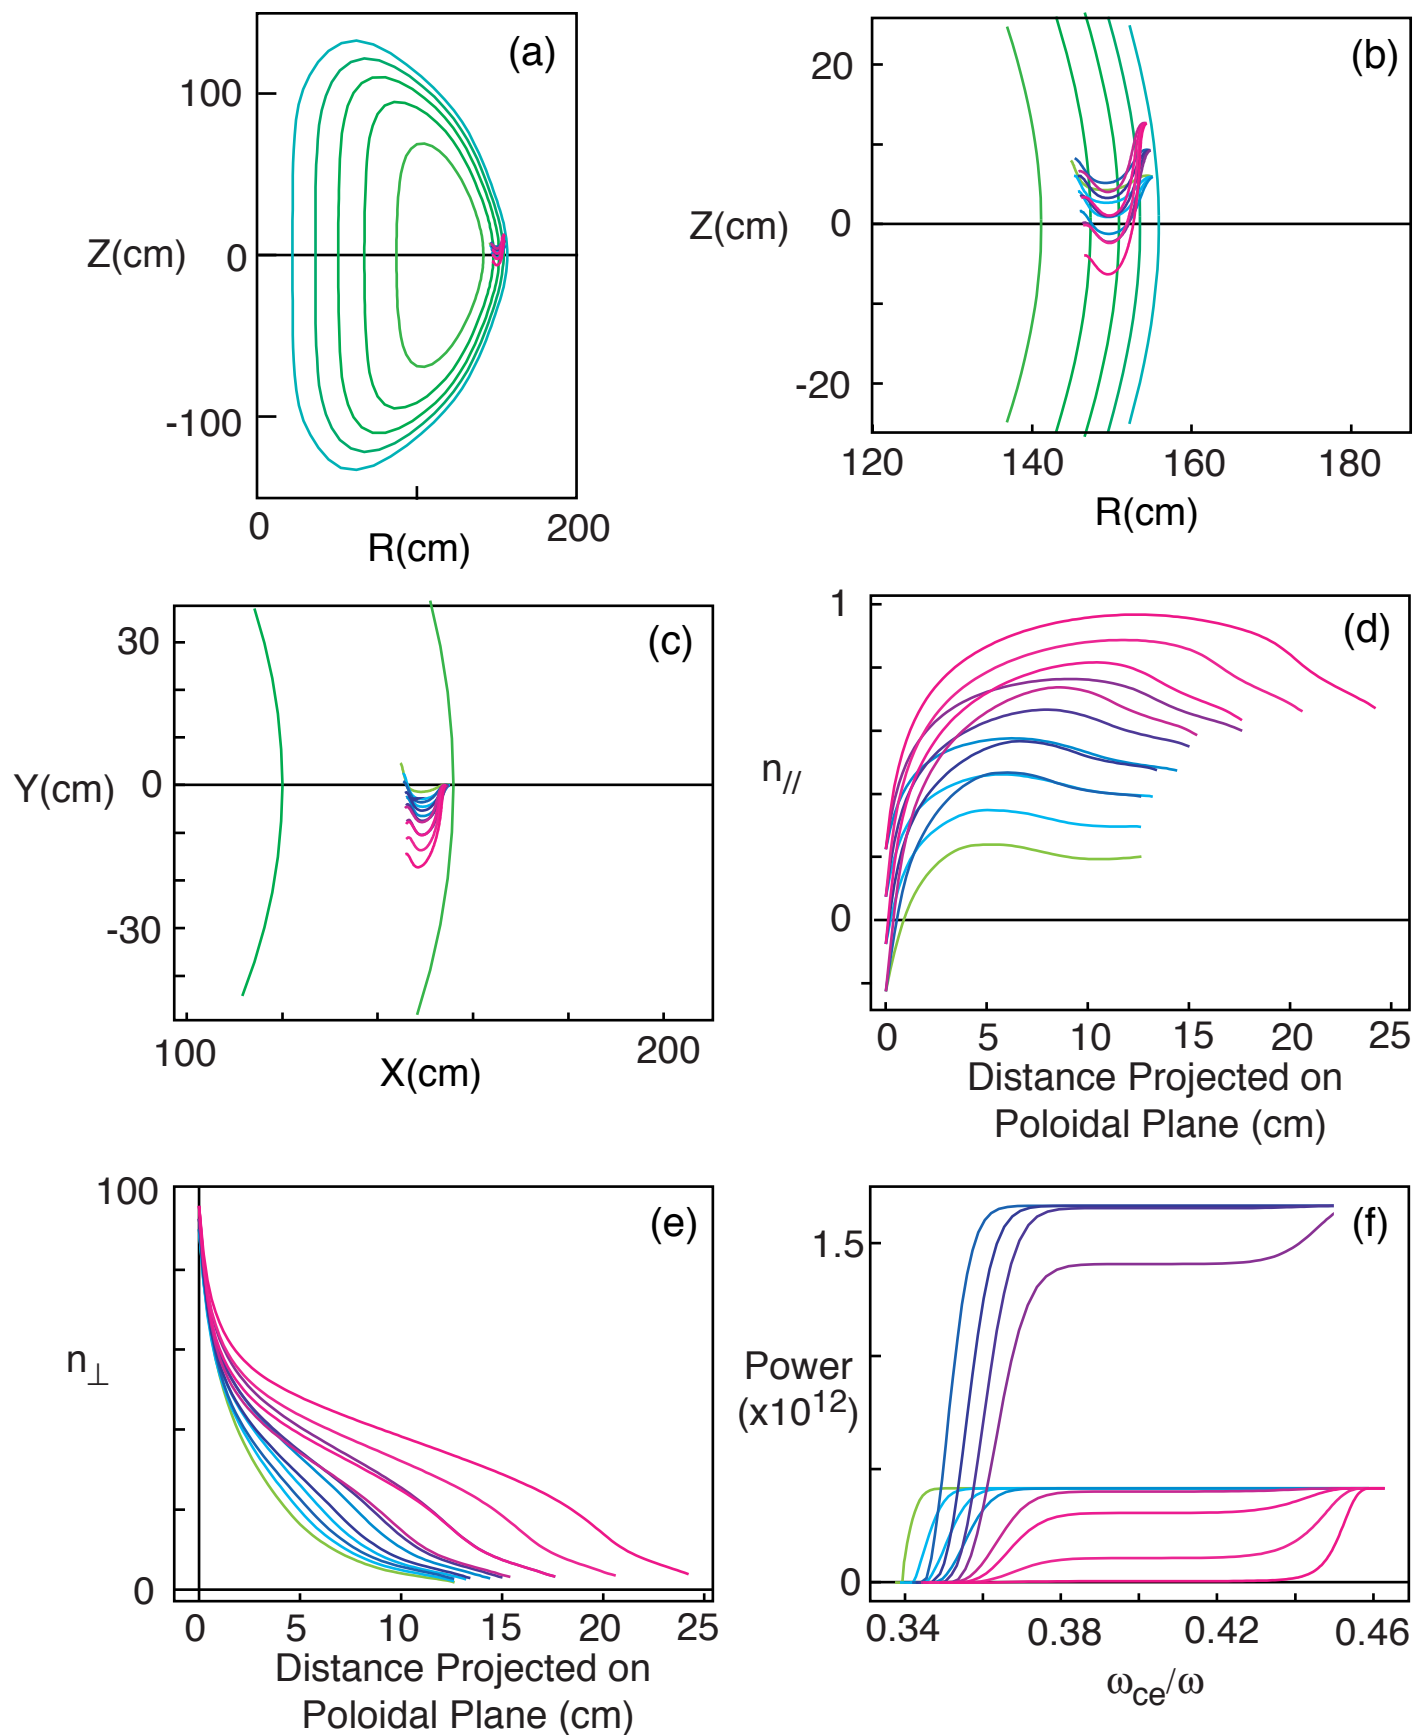 (a)
100
Z(cm)
0
-100
0
200
R(cm)
(b)
20
Z(cm)
0
-20
120
140
160
180
R(cm)
(c)
30
Y(cm)
0
-30
100
200
X(cm)
(d)
1
n//
0
0
5
10
15
20
25
Distance Projected on
Poloidal Plane (cm)
(e)
100
n⊥
0
0
5
10
15
20
25
Distance Projected on
Poloidal Plane (cm)
(f)
1.5
Power
(x10¹²)
0
0.34
0.38
0.42
0.46
ωce/ω